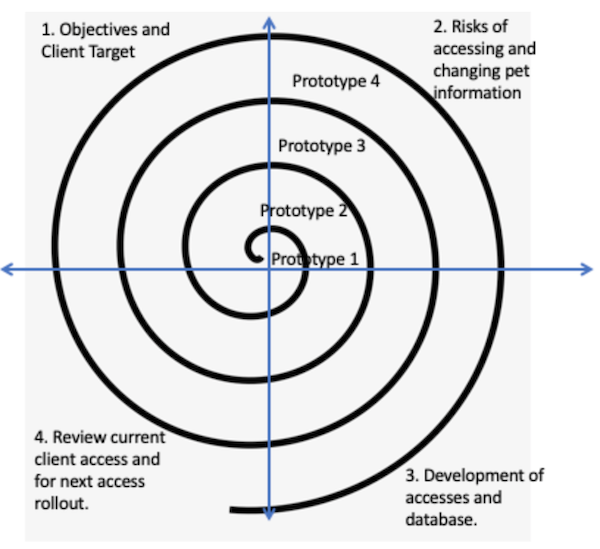 1. Objectives and
Client Target
2. Risks of
accessing and
changing pet
information
Prototype 4
Prototype 3
Prototype 2
Prototype 1
4. Review current
client access and
for next access
rollout.
3. Development of
accesses and
database.